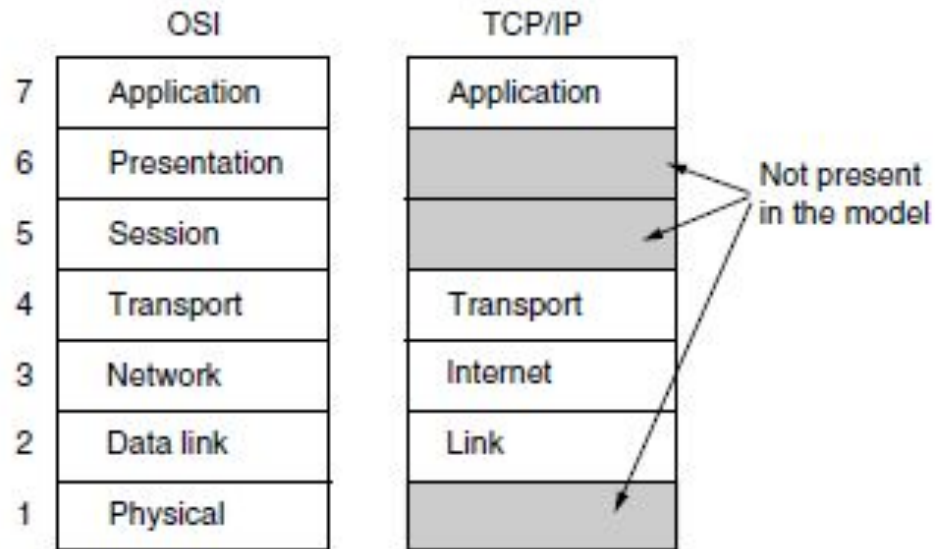 OSI TCP/IP
7 Application Application
6 Presentation
Not present
in the model
5 Session
4 Transport Transport
3 Network Internet
2 Data link Link
1 Physical